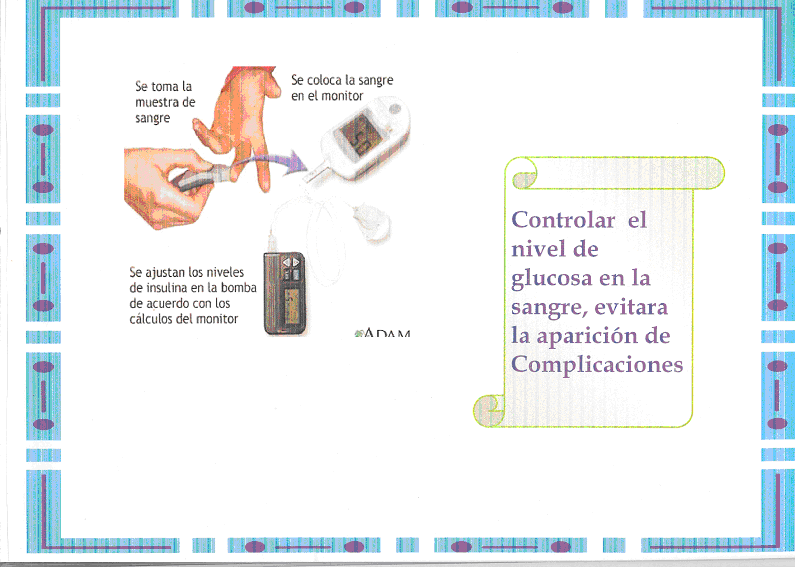 Se toma la
muestra de
sangre
Se coloca la sangre
en el monitor
Se ajustan los niveles
de insulina en la bomba
de acuerdo con los
cálculos del monitor
ADAM
Controlar el
nivel de
glucosa en la
sangre, evitara
la aparición de
Complicaciones